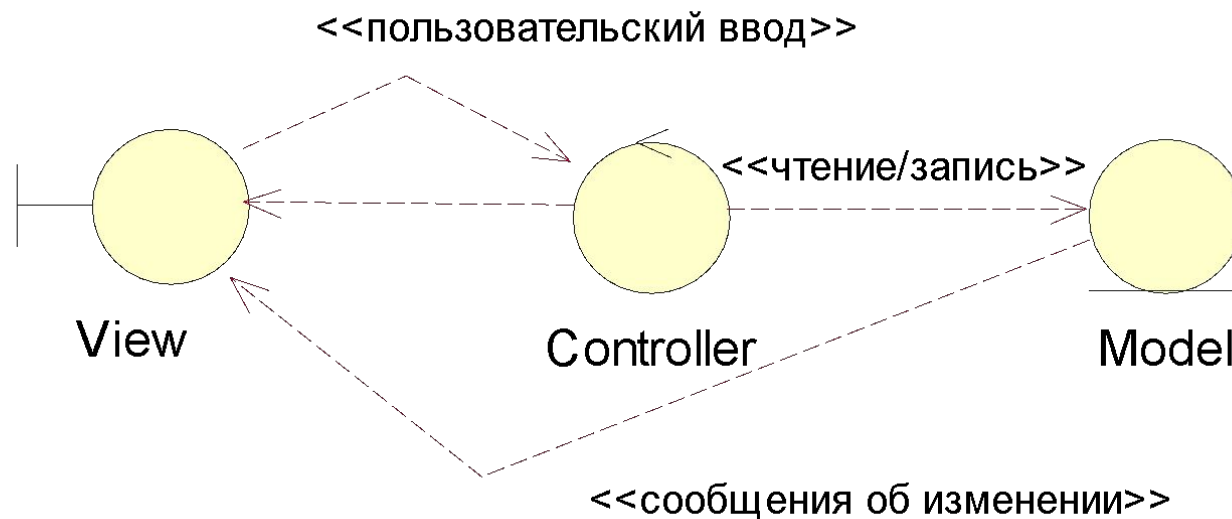 <<пользовательский ввод>>
<<чтение/запись>>
View
Controller
Model
<<сообщения об изменении>>